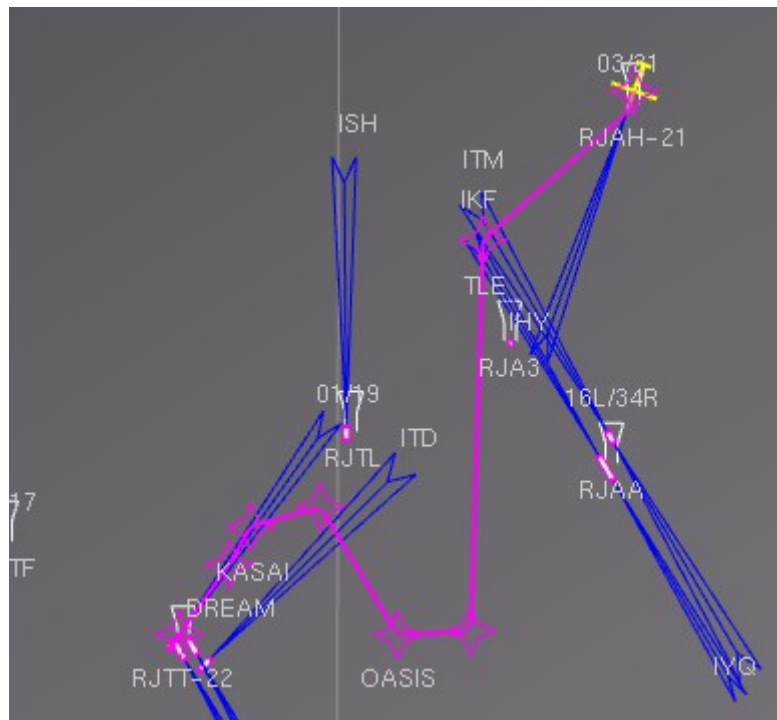 03/21
RJAH-21
ISH
ITM
IKF
TLE
IHY
RJA3
01/19
16L/34R
RJTL
ITD
RJAA
17
TF
KASAI
DREAM
RJTT-22
OASIS
IYQ